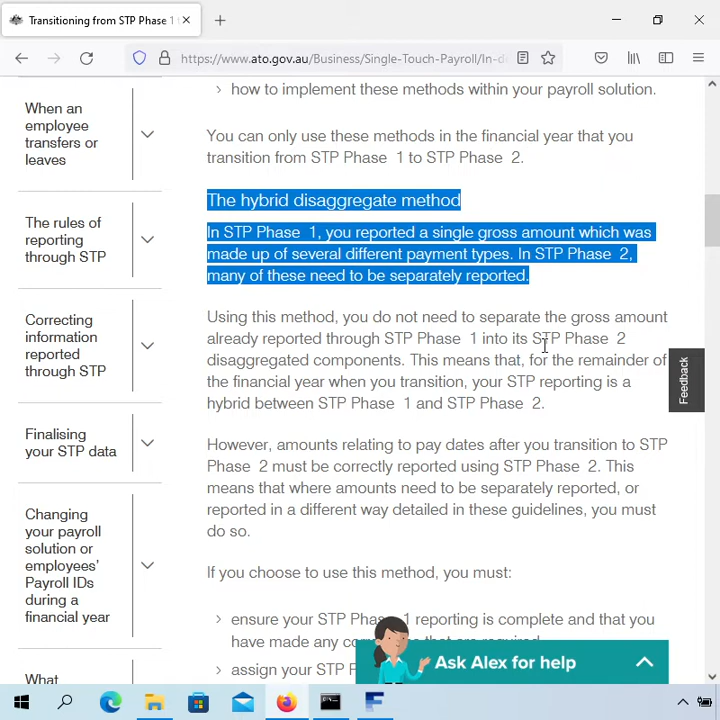 Transitioning from STP Phase 1
https://www.ato.gov.au/Business/Single-Touch-Payroll/In-d
When an
employee
transfers or
leaves
The rules of
reporting
through STP
Correcting
information
reported
through STP
Finalising
your STP data
Changing
your payroll
solution or
employees'
Payroll IDs
during a
financial year
What
how to implement these methods within your payroll solution.
You can only use these methods in the financial year that you
transition from STP Phase 1 to STP Phase 2.
The hybrid disaggregate method
In STP Phase 1, you reported a single gross amount which was
made up of several different payment types. In STP Phase 2,
many of these need to be separately reported.
Using this method, you do not need to separate the gross amount
already reported through STP Phase 1 into its STP Phase 2
disaggregated components. This means that, for the remainder of
the financial year when you transition, your STP reporting is a
hybrid between STP Phase 1 and STP Phase 2.
However, amounts relating to pay dates after you transition to STP
Phase 2 must be correctly reported using STP Phase 2. This
means that where amounts need to be separately reported, or
reported in a different way detailed in these guidelines, you must
do so.
If you choose to use this method, you must:
ensure your STP Phase 1 reporting is complete and that you
have made any that are required
assign your STP
Feedback
Ask Alex for help